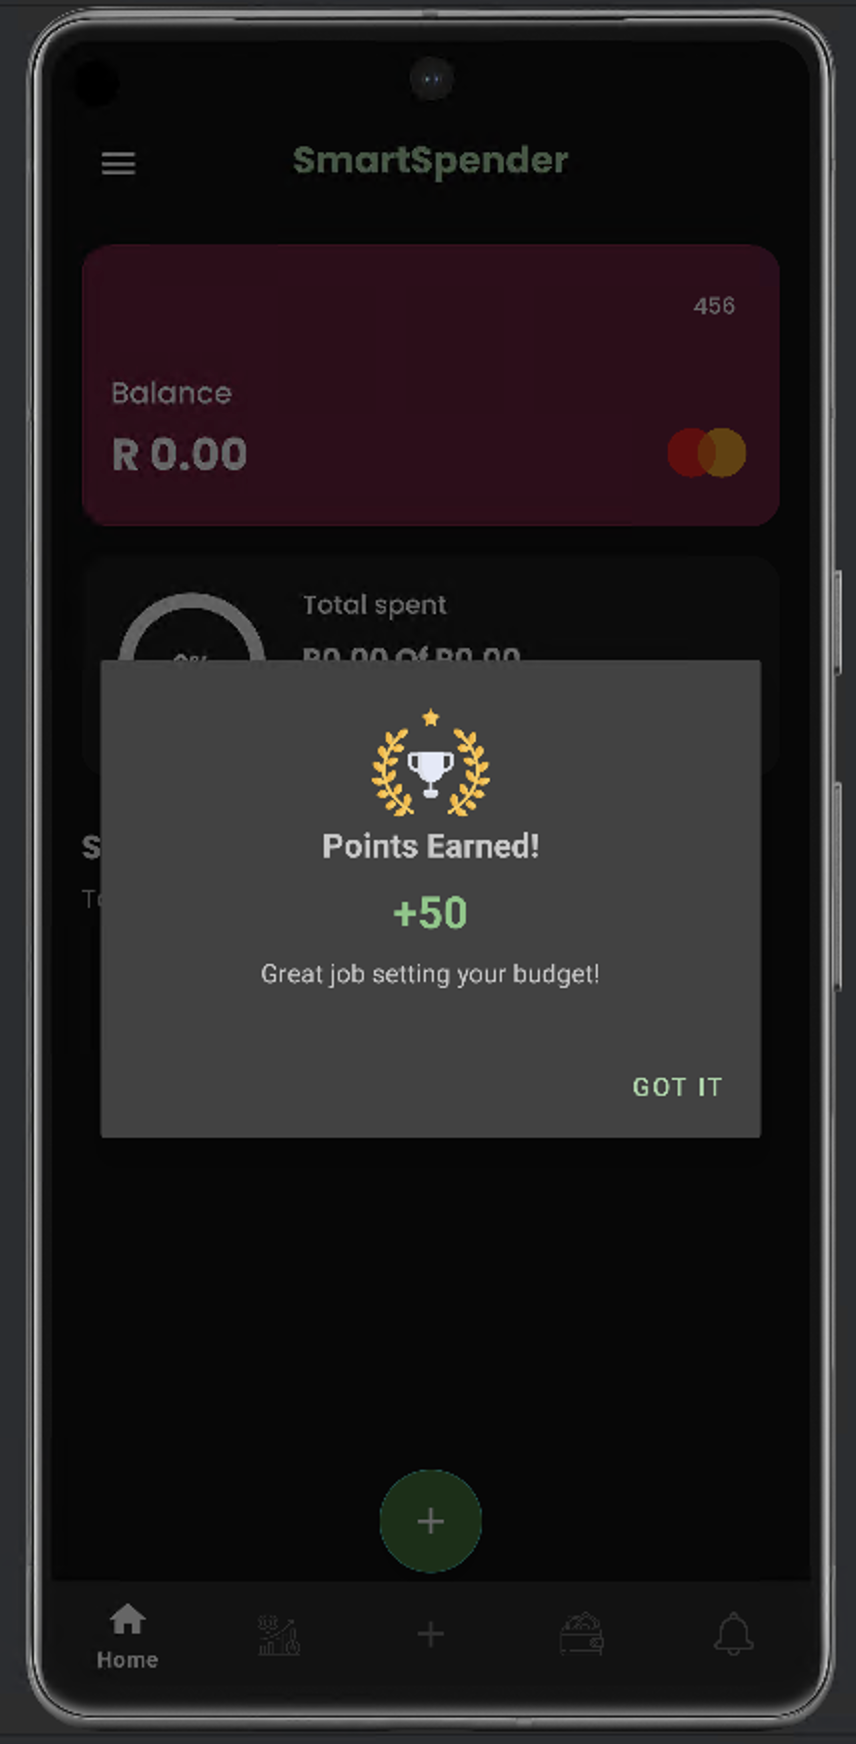 SmartSpender
456
Balance
R 0.00
Total spent
R0.00 Of R0.00
Points Earned!
+50
Great job setting your budget!
GOT IT
Home